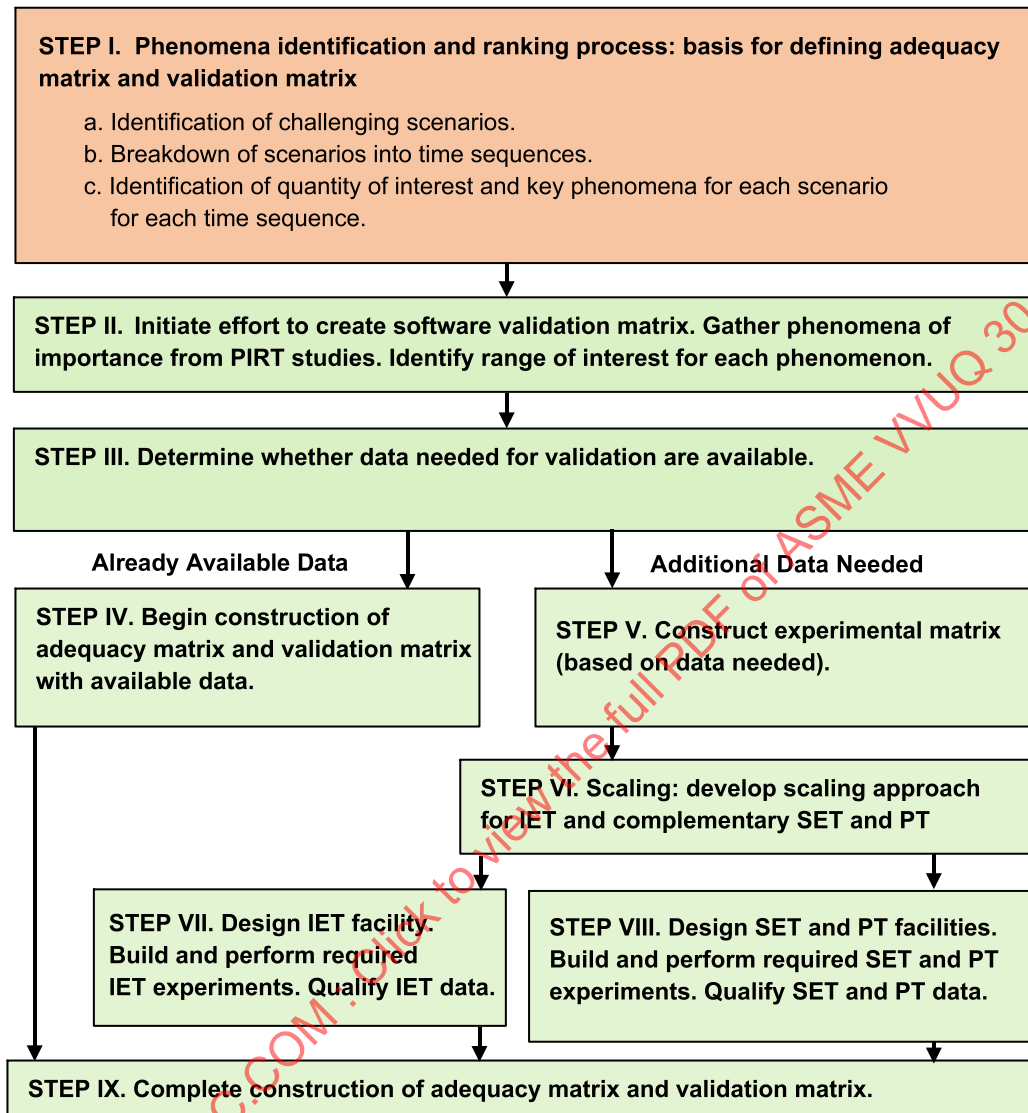 STEP I. Phenomena identification and ranking process: basis for defining adequacy
matrix and validation matrix
a. Identification of challenging scenarios.
b. Breakdown of scenarios into time sequences.
c. Identification of quantity of interest and key phenomena for each scenario
for each time sequence.
STEP II. Initiate effort to create software validation matrix. Gather phenomena of
importance from PIRT studies. Identify range of interest for each phenomenon.
STEP III. Determine whether data needed for validation are available.
Already Available Data
Additional Data Needed
STEP IV. Begin construction of
adequacy matrix and validation matrix
with available data.
STEP V. Construct experimental matrix
(based on data needed).
STEP VI. Scaling: develop scaling approach
for IET and complementary SET and PT
STEP VII. Design IET facility.
Build and perform required
IET experiments. Qualify IET data.
STEP VIII. Design SET and PT facilities.
Build and perform required SET and PT
experiments. Qualify SET and PT data.
STEP IX. Complete construction of adequacy matrix and validation matrix.
C.COM : Click to view the full PDF of ASME VVUQ 30